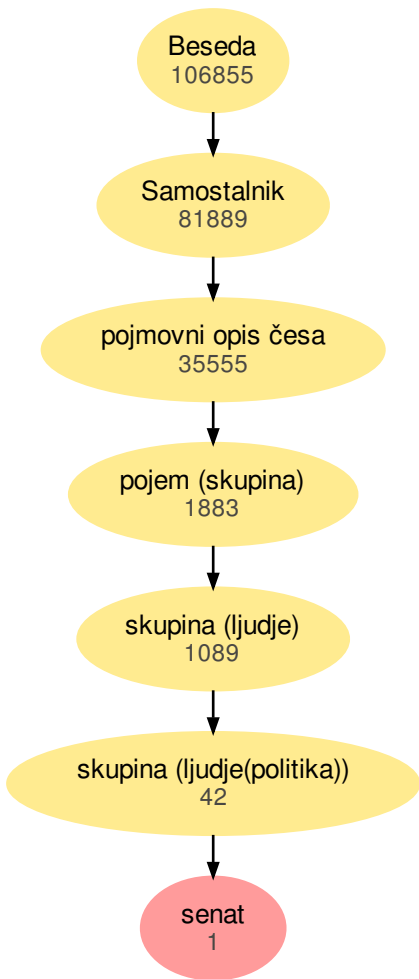 Beseda
106855
Samostalnik
81889
pojmovni opis česa
35555
pojem (skupina)
1883
skupina (ljudje)
1089
skupina (ljudje(politika))
42
senat
1